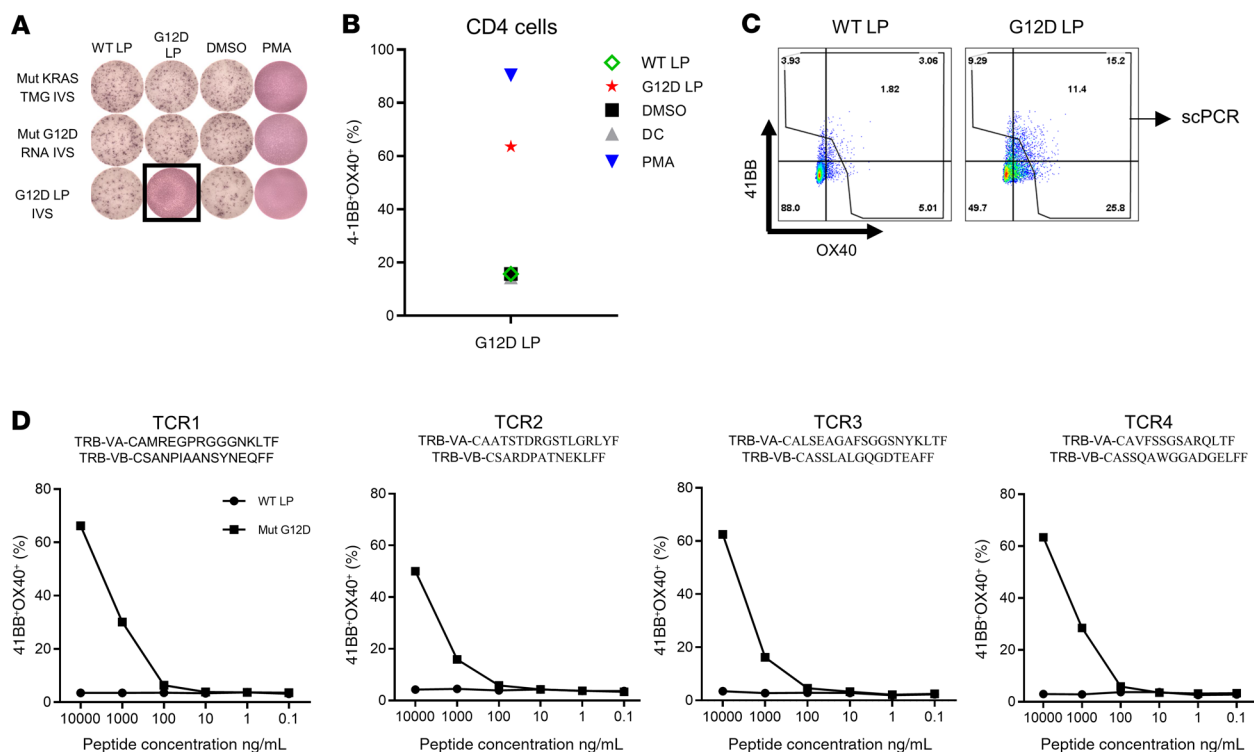 A
WT LP
G12D
LP
DMSO
PMA
Mut KRAS
TMG IVS
Mut G12D
RNA IVS
G12D LP
IVS
B
CD4 cells
4-1BB⁺OX40⁺ (%)
100
80
60
40
20
0
G12D LP
WT LP
G12D LP
DMSO
DC
PMA
C
WT LP
3.93
3.06
1.82
88.0
5.01
G12D LP
9.29
15.2
11.4
49.7
25.8
scPCR
41BB
OX40
D
TCR1
TRB-VA-CAMREGPRGGGNKLTF
TRB-VB-CSANPIAANSYNEQFF
41BB⁺OX40⁺ (%)
80
60
40
20
0
WT LP
Mut G12D
10000
1000
100
10
1
0.1
Peptide concentration ng/mL
TCR2
TRB-VA-CAATSTDRGSTLGRLYF
TRB-VB-CSARDPATNEKLFF
41BB⁺OX40⁺ (%)
80
60
40
20
0
10000
1000
100
10
1
0.1
Peptide concentration ng/mL
TCR3
TRB-VA-CALSEAGAFSGGSNYKLTF
TRB-VB-CASSLALGQGDTEAFF
41BB⁺OX40⁺ (%)
80
60
40
20
0
10000
1000
100
10
1
0.1
Peptide concentration ng/mL
TCR4
TRB-VA-CAVFSSGSARQLTF
TRB-VB-CASSQAWGGADGELFF
41BB⁺OX40⁺ (%)
80
60
40
20
0
10000
1000
100
10
1
0.1
Peptide concentration ng/mL